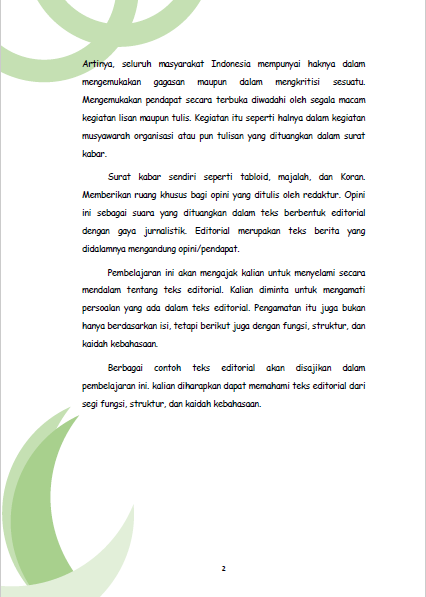 Artinya, seluruh masyarakat Indonesia mempunyai haknya dalam
mengemukakan gagasan maupun dalam mengkritisi sesuatu.
Mengemukakan pendapat secara terbuka diwadahi oleh segala macam
kegiatan lisan maupun tulis. Kegiatan itu seperti halnya dalam kegiatan
musyawarah organisasi atau pun tulisan yang dituangkan dalam surat
kabar.
Surat kabar sendiri seperti tabloid, majalah, dan Koran.
Memberikan ruang khusus bagi opini yang ditulis oleh redaktur. Opini
ini sebagai suara yang dituangkan dalam teks berbentuk editorial
dengan gaya jurnalistik. Editorial merupakan teks berita yang
didalamnya mengandung opini/pendapat.
Pembelajaran ini akan mengajak kalian untuk menyelami secara
mendalam tentang teks editorial. Kalian diminta untuk mengamati
persoalan yang ada dalam teks editorial. Pengamatan itu juga bukan
hanya berdasarkan isi, tetapi berikut juga dengan fungsi, struktur, dan
kaidah kebahasaan.
Berbagai contoh teks editorial akan disajikan dalam
pembelajaran ini. kalian diharapkan dapat memahami teks editorial dari
segi fungsi, struktur, dan kaidah kebahasaan.
2